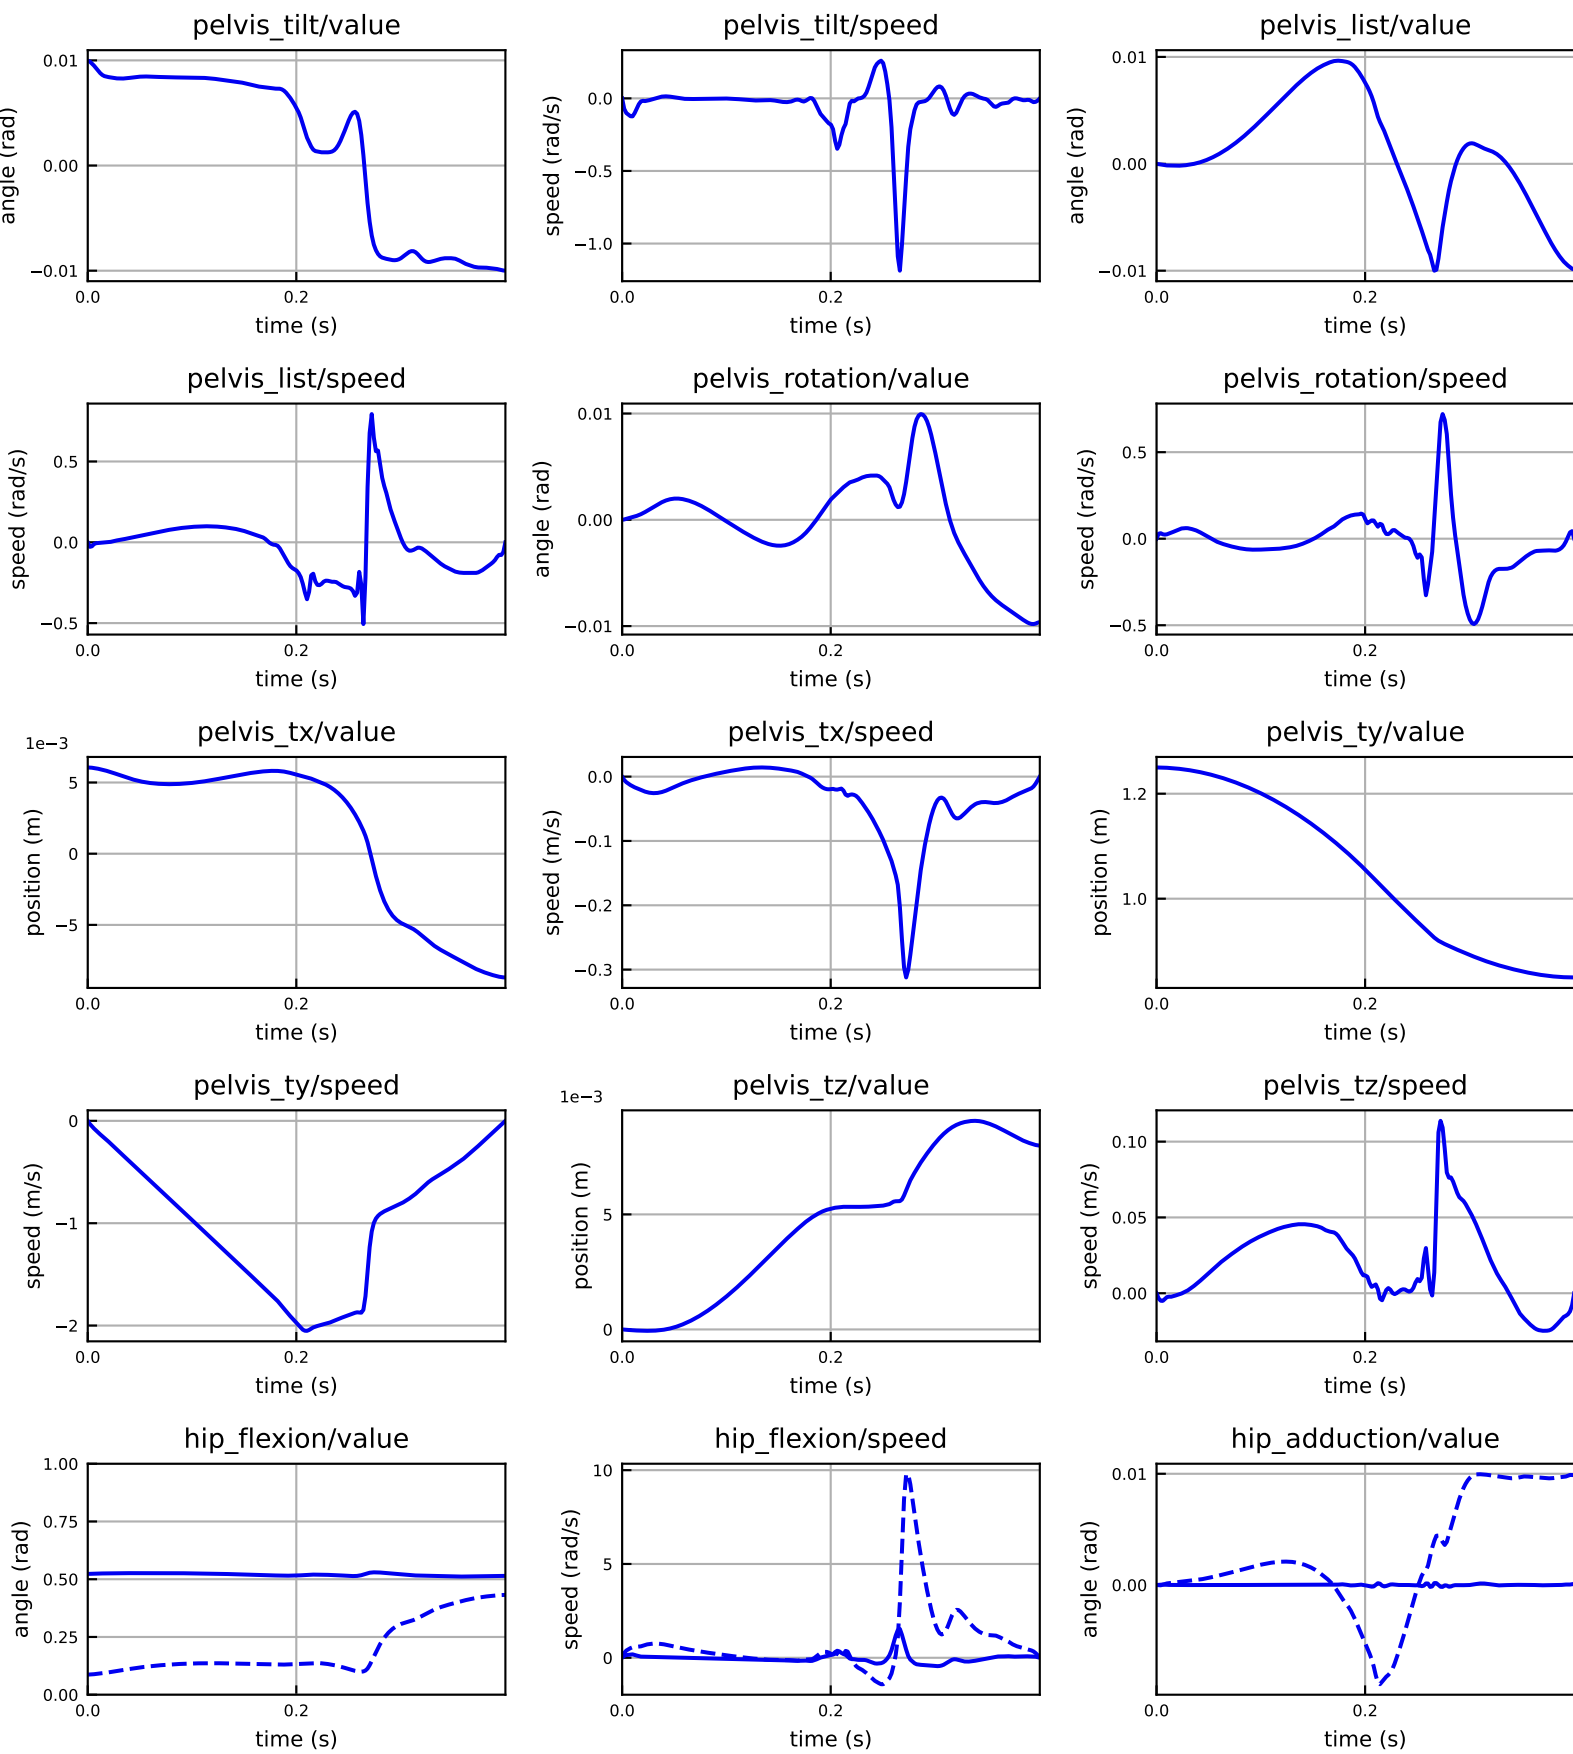 pelvis_tilt/value
pelvis_tilt/speed
pelvis_list/value
angle (rad)
0.01
0.00
−0.01
0.0
0.2
time (s)
speed (rad/s)
0.0
−0.5
−1.0
0.0
0.2
time (s)
angle (rad)
0.01
0.00
−0.01
0.0
0.2
time (s)
pelvis_list/speed
pelvis_rotation/value
pelvis_rotation/speed
speed (rad/s)
0.5
0.0
−0.5
0.0
0.2
time (s)
angle (rad)
0.01
0.00
−0.01
0.0
0.2
time (s)
speed (rad/s)
0.5
0.0
−0.5
0.0
0.2
time (s)
pelvis_tx/value
pelvis_tx/speed
pelvis_ty/value
1e−3
position (m)
5
0
−5
0.0
0.2
time (s)
speed (m/s)
0.0
−0.1
−0.2
−0.3
0.0
0.2
time (s)
position (m)
1.2
1.0
0.0
0.2
time (s)
pelvis_ty/speed
pelvis_tz/value
pelvis_tz/speed
speed (m/s)
0
−1
−2
0.0
0.2
time (s)
1e−3
position (m)
5
0
0.0
0.2
time (s)
speed (m/s)
0.10
0.05
0.00
0.0
0.2
time (s)
hip_flexion/value
hip_flexion/speed
hip_adduction/value
angle (rad)
1.00
0.75
0.50
0.25
0.00
0.0
0.2
time (s)
speed (rad/s)
10
5
0
0.0
0.2
time (s)
angle (rad)
0.01
0.00
0.0
0.2
time (s)